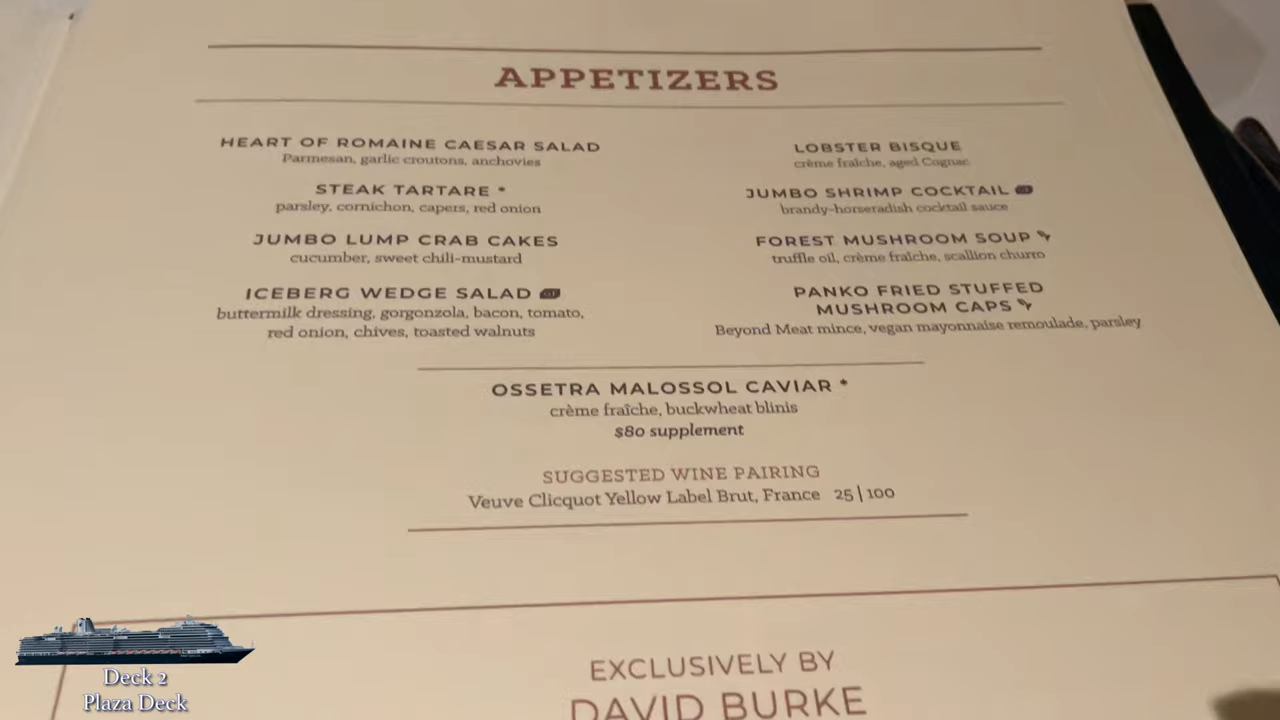 APPETIZERS
HEART OF ROMAINE CAESAR SALAD
Parmesan, garlic croutons, anchovies
STEAK TARTARE *
parsley, cornichon, capers, red onion
JUMBO LUMP CRAB CAKES
cucumber, sweet chili-mustard
ICEBERG WEDGE SALAD GF
buttermilk dressing, gorgonzola, bacon, tomato,
red onion, chives, toasted walnuts
LOBSTER BISQUE
crème fraîche, aged Cognac
JUMBO SHRIMP COCKTAIL
brandy-horseradish cocktail sauce
FOREST MUSHROOM SOUP
truffle oil, crème fraîche, scallion churro
PANKO FRIED STUFFED
MUSHROOM CAPS
Beyond Meat mince, vegan mayonnaise remoulade, parsley
OSSETRA MALOSSOL CAVIAR *
crème fraîche, buckwheat blinis
$80 supplement
SUGGESTED WINE PAIRING
Veuve Clicquot Yellow Label Brut, France 25 | 100
EXCLUSIVELY BY
DAVID BURKE
Deck 2
Plaza Deck